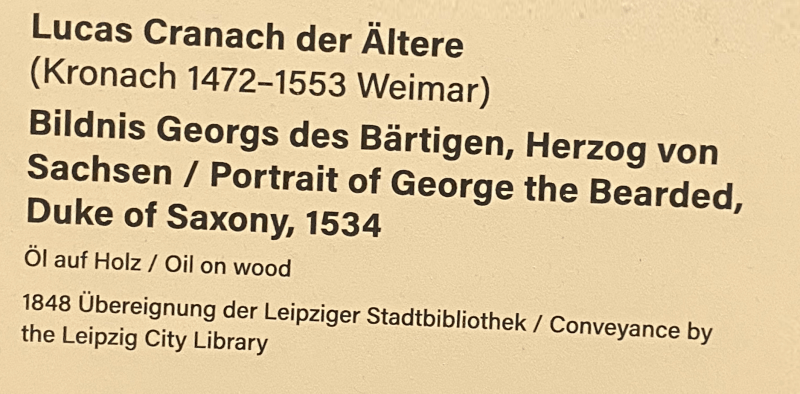 Lucas Cranach der Ältere
(Kronach 1472–1553 Weimar)
Bildnis Georgs des Bärtigen, Herzog von
Sachsen / Portrait of George the Bearded,
Duke of Saxony, 1534
Öl auf Holz / Oil on wood
1848 Übereignung der Leipziger Stadtbibliothek / Conveyance by
the Leipzig City Library